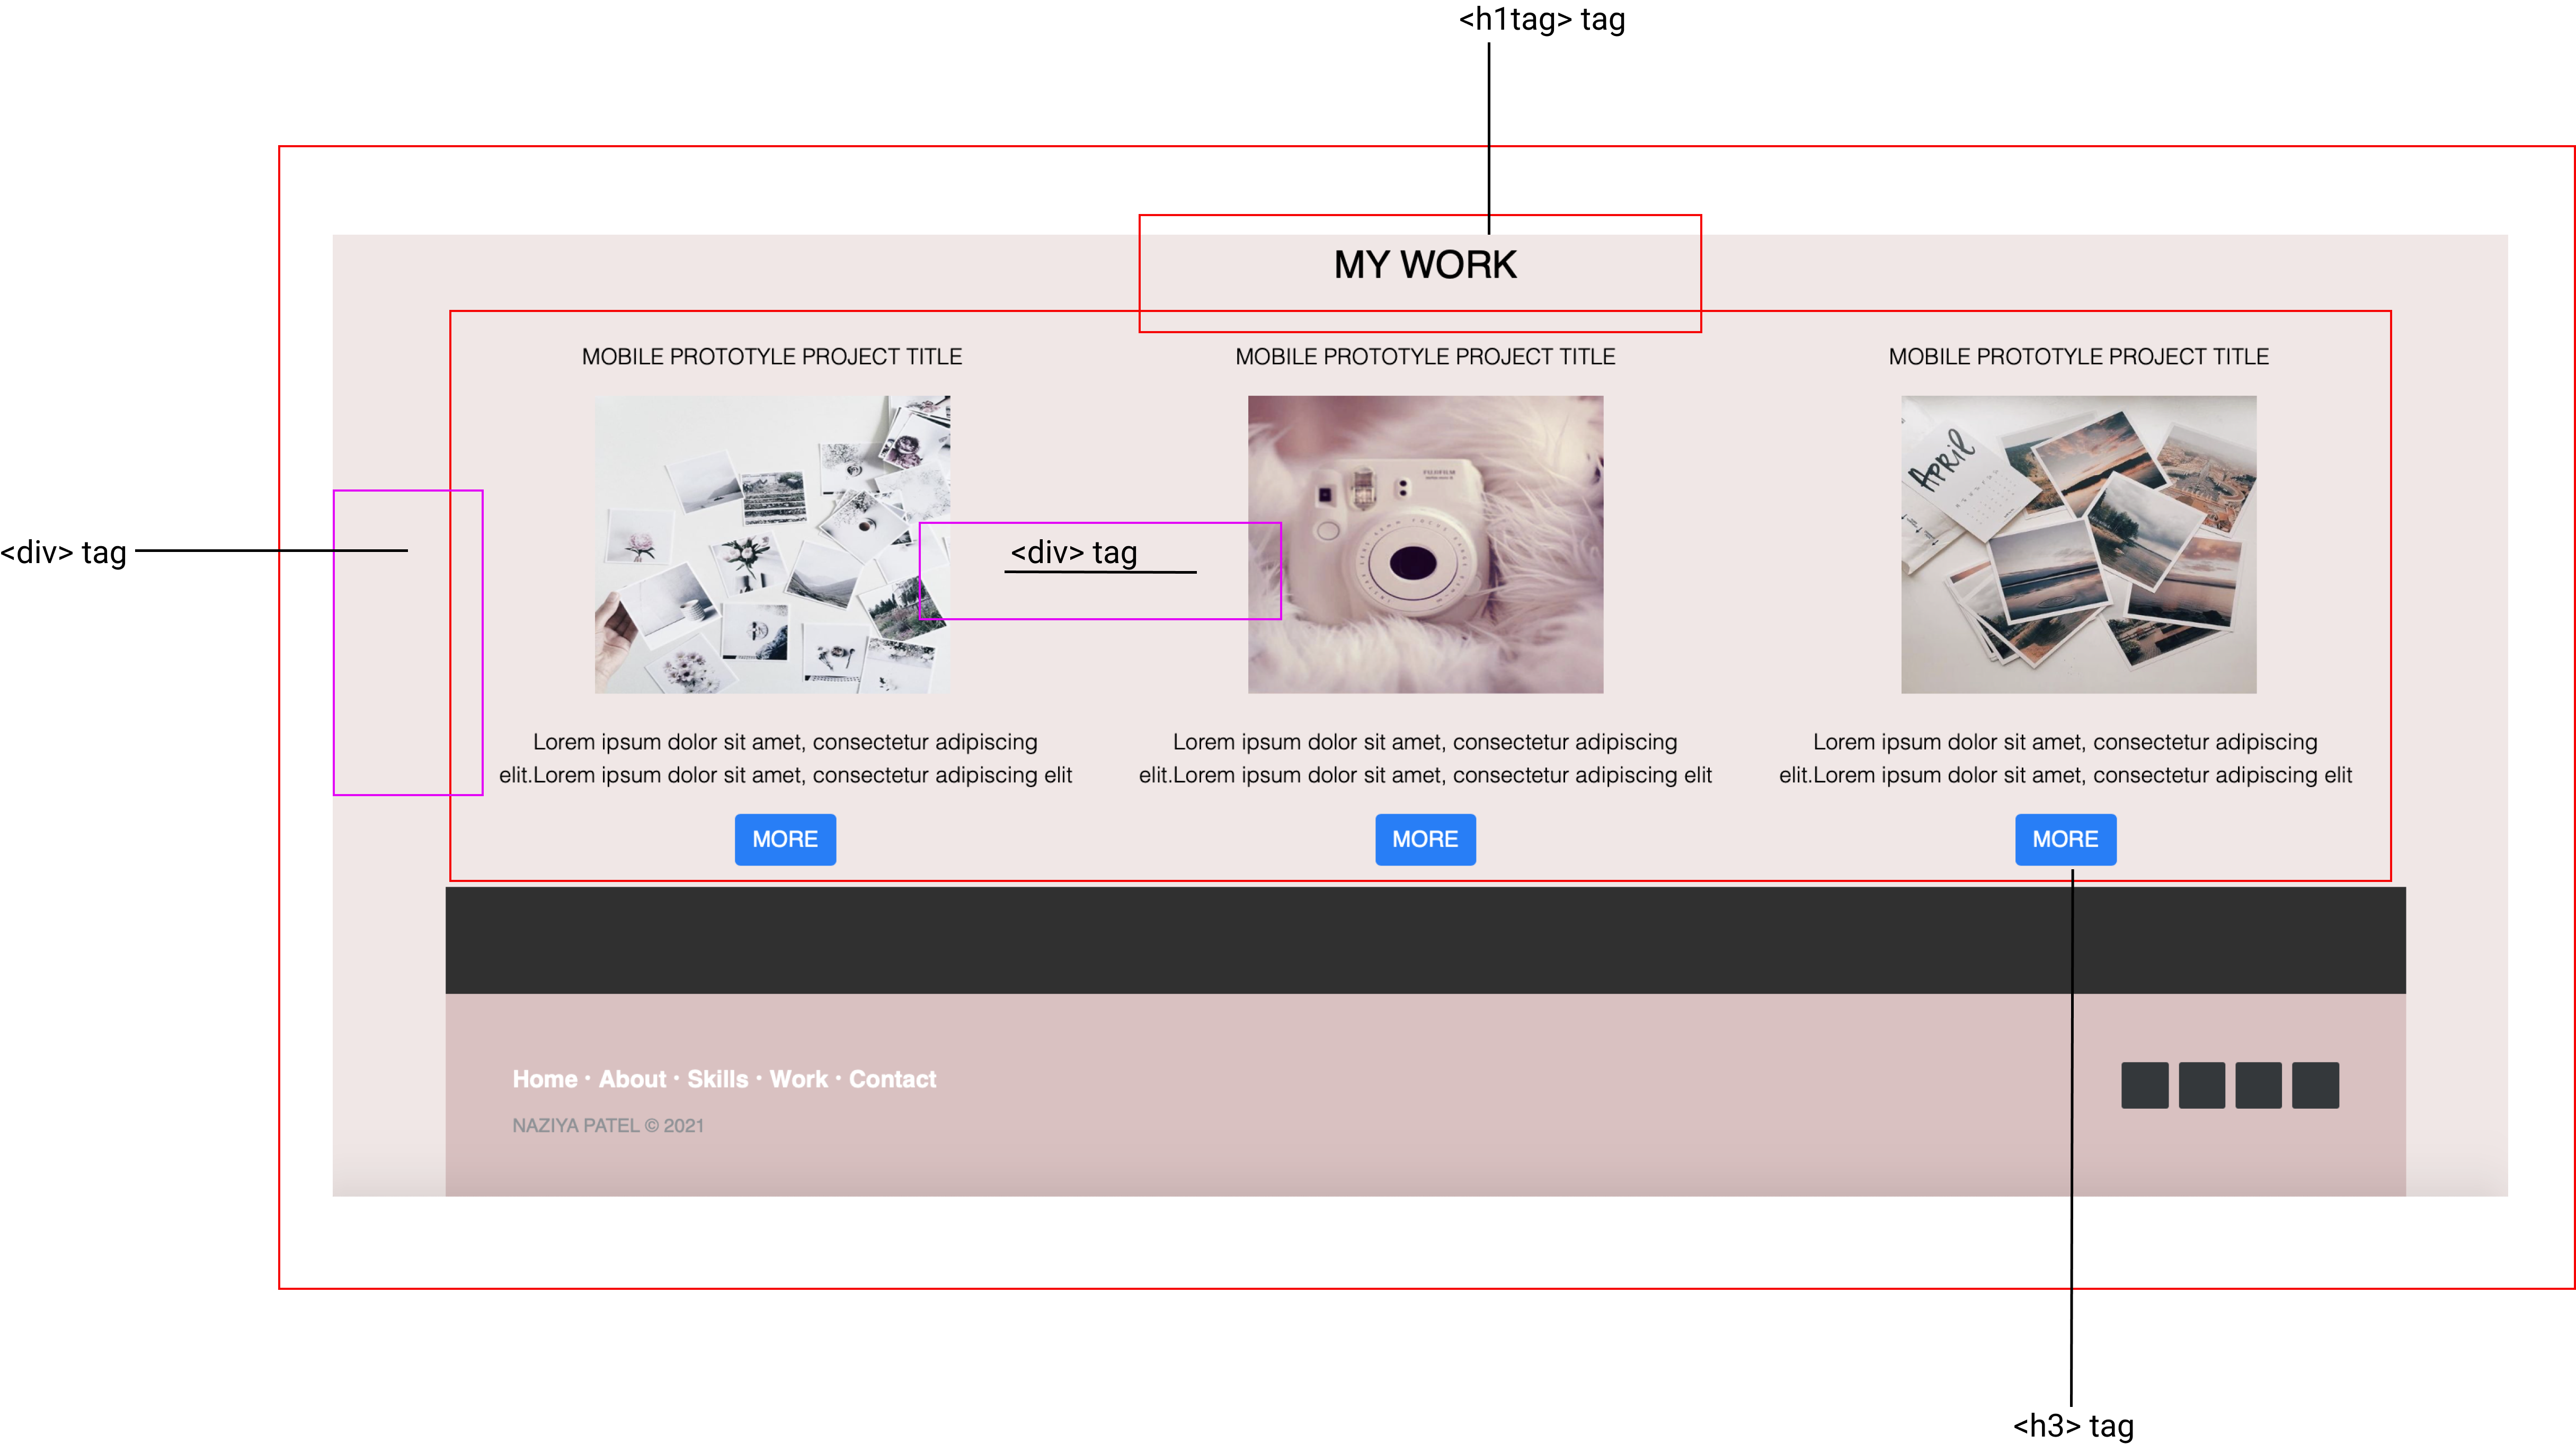 <h1tag> tag
MY WORK
MOBILE PROTOTYLE PROJECT TITLE
MOBILE PROTOTYLE PROJECT TITLE
MOBILE PROTOTYLE PROJECT TITLE
APRIL
<div> tag
<div> tag
Lorem ipsum dolor sit amet, consectetur adipiscing
elit.Lorem ipsum dolor sit amet, consectetur adipiscing elit
Lorem ipsum dolor sit amet, consectetur adipiscing
elit.Lorem ipsum dolor sit amet, consectetur adipiscing elit
Lorem ipsum dolor sit amet, consectetur adipiscing
elit.Lorem ipsum dolor sit amet, consectetur adipiscing elit
MORE
MORE
MORE
Home · About · Skills · Work · Contact
NAZIYA PATEL © 2021
<h3> tag